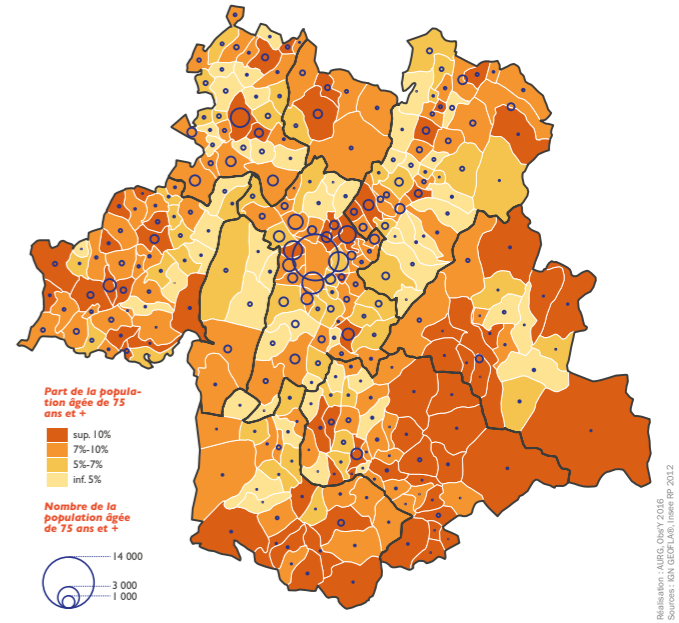 Part de la popula-
tion âgée de 75
ans et +
sup. 10%
7%-10%
5%-7%
inf. 5%
Nombre de la
population âgée
de 75 ans et +
14 000
3 000
1 000
Réalisation : AURG, Obs'Y 2016
Sources : IGN GEOFLA®, Insee RP 2012